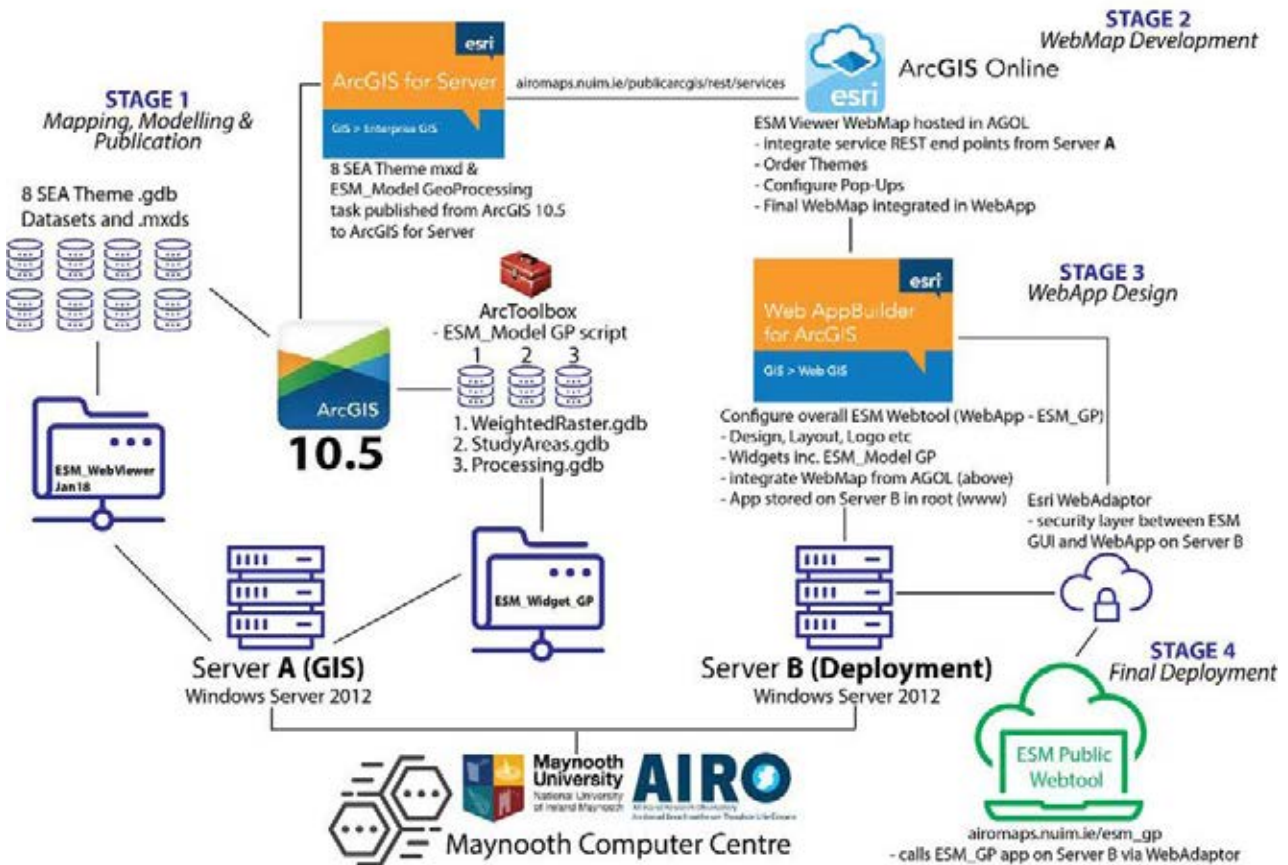 STAGE 1
Mapping, Modelling &
Publication
8 SEA Theme .gdb
Datasets and .mxds
ESM_WebViewer
Jan18
esri
ArcGIS for Server
GIS > Enterprise GIS
8 SEA Theme mxd &
ESM_Model GeoProcessing
task published from ArcGIS 10.5
to ArcGIS for Server
airomaps.nuim.ie/publicarcgis/rest/services
ArcGIS
10.5
ArcToolbox
- ESM_Model GP script
1 2 3
1. WeightedRaster.gdb
2. StudyAreas.gdb
3. Processing.gdb
ESM_Widget_GP
Server A (GIS)
Windows Server 2012
STAGE 2
WebMap Development
esri
ArcGIS Online
ESM Viewer WebMap hosted in AGOL
- integrate service REST end points from Server A
- Order Themes
- Configure Pop-Ups
- Final WebMap integrated in WebApp
STAGE 3
WebApp Design
esri
Web AppBuilder
for ArcGIS
GIS > Web GIS
Configure overall ESM Webtool (WebApp - ESM_GP)
- Design, Layout, Logo etc
- Widgets inc. ESM_Model GP
- integrate WebMap from AGOL (above)
- App stored on Server B in root (www)
Esri WebAdaptor
- security layer between ESM
GUI and WebApp on Server B
Server B (Deployment)
Windows Server 2012
STAGE 4
Final Deployment
ESM Public
Webtool
airomaps.nuim.ie/esm_gp
- calls ESM_GP app on Server B via WebAdaptor
Maynooth
University
National University
of Ireland Maynooth
AIRO
Maynooth Computer Centre